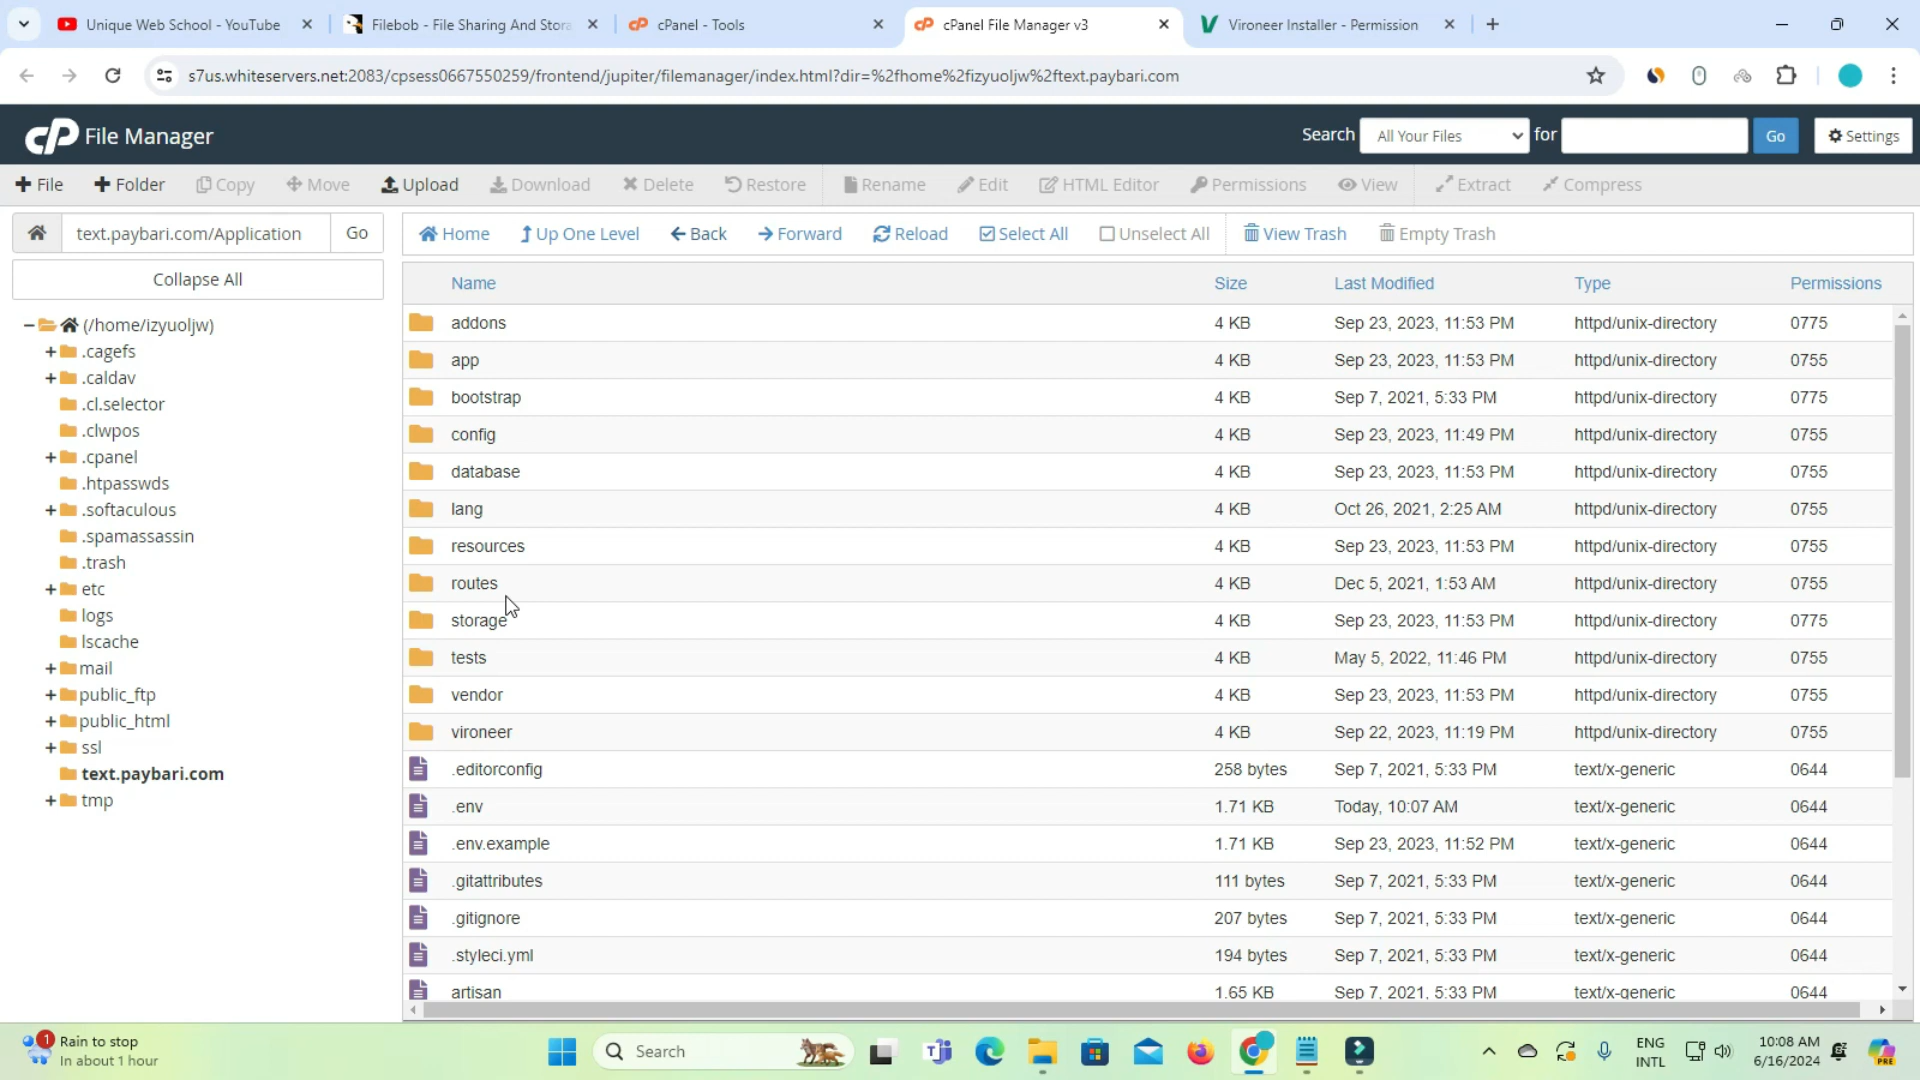 Unique Web School - YouTube
Filebob - File Sharing And Stora
cPanel - Tools
cPanel File Manager v3
Vironeer Installer - Permission
s7us.whiteservers.net:2083/cpsess0667550259/frontend/jupiter/filemanager/index.html?dir=%2fhome%2fizyuoljw%2ftext.paybari.com
cP File Manager
Search All Your Files for Go Settings
File Folder Copy Move Upload Download Delete Restore Rename Edit HTML Editor Permissions View Extract Compress
text.paybari.com/Application Go
Home Up One Level Back Forward Reload Select All Unselect All View Trash Empty Trash
Collapse All
(/home/izyuoljw)
.cagefs
.caldav
.cl.selector
.clwpos
.cpanel
.htpasswds
.softaculous
.spamassassin
.trash
etc
logs
lscache
mail
public_ftp
public_html
ssl
text.paybari.com
tmp
Name Size Last Modified Type Permissions
addons 4 KB Sep 23, 2023, 11:53 PM httpd/unix-directory 0775
app 4 KB Sep 23, 2023, 11:53 PM httpd/unix-directory 0755
bootstrap 4 KB Sep 7, 2021, 5:33 PM httpd/unix-directory 0775
config 4 KB Sep 23, 2023, 11:49 PM httpd/unix-directory 0755
database 4 KB Sep 23, 2023, 11:53 PM httpd/unix-directory 0755
lang 4 KB Oct 26, 2021, 2:25 AM httpd/unix-directory 0755
resources 4 KB Sep 23, 2023, 11:53 PM httpd/unix-directory 0755
routes 4 KB Dec 5, 2021, 1:53 AM httpd/unix-directory 0755
storage 4 KB Sep 23, 2023, 11:53 PM httpd/unix-directory 0775
tests 4 KB May 5, 2022, 11:46 PM httpd/unix-directory 0755
vendor 4 KB Sep 23, 2023, 11:53 PM httpd/unix-directory 0755
vironeer 4 KB Sep 22, 2023, 11:19 PM httpd/unix-directory 0755
.editorconfig 258 bytes Sep 7, 2021, 5:33 PM text/x-generic 0644
.env 1.71 KB Today, 10:07 AM text/x-generic 0644
.env.example 1.71 KB Sep 23, 2023, 11:52 PM text/x-generic 0644
.gitattributes 111 bytes Sep 7, 2021, 5:33 PM text/x-generic 0644
.gitignore 207 bytes Sep 7, 2021, 5:33 PM text/x-generic 0644
.styleci.yml 194 bytes Sep 7, 2021, 5:33 PM text/x-generic 0644
artisan 1.65 KB Sep 7, 2021, 5:33 PM text/x-generic 0644
1
Rain to stop
In about 1 hour
Search
ENG
INTL
10:08 AM
6/16/2024
PRE